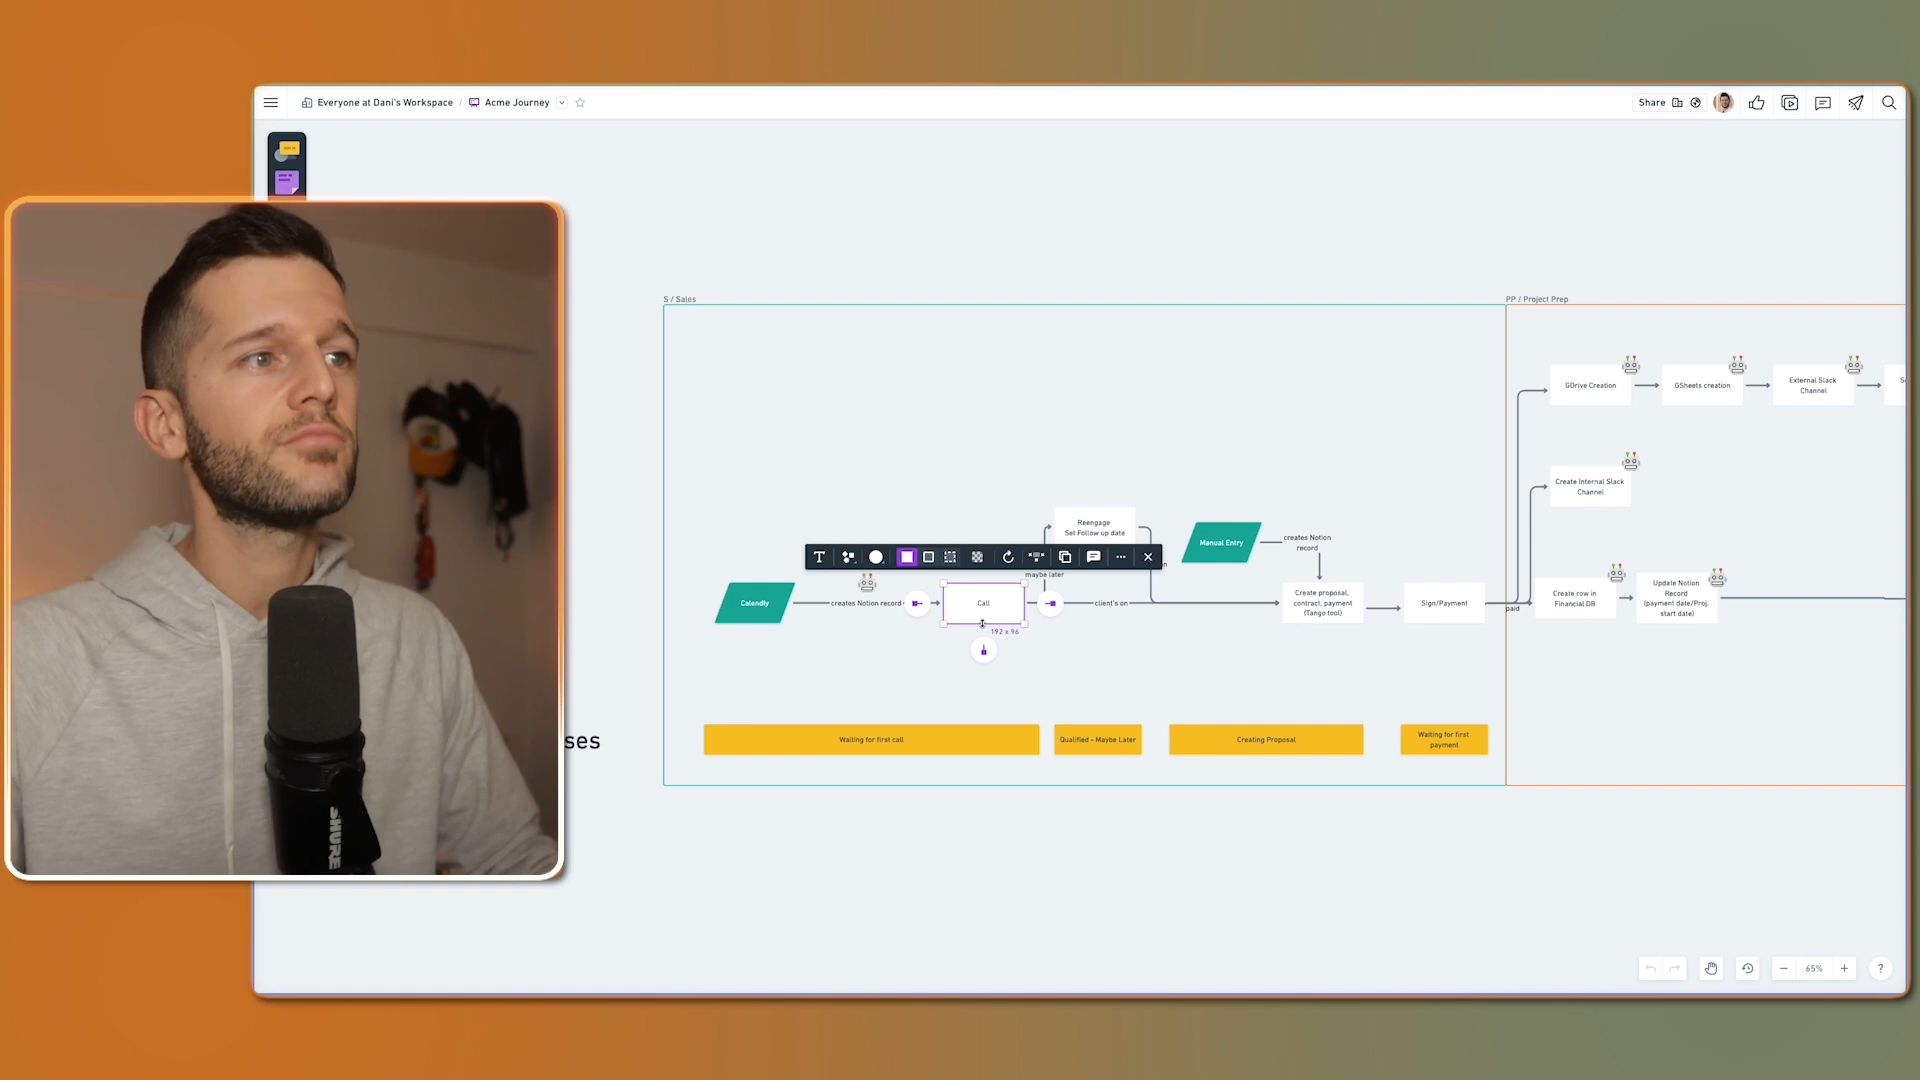 Everyone at Dani's Workspace / Acme Journey
Share
S / Sales
PP / Project Prep
GDrive Creation
GSheets creation
External Slack
Channel
Create Internal Slack
Channel
Reengage
Set Follow up date
Manual Entry
creates Notion
record
maybe later
Calendly
creates Notion record
Call
client's on
192 x 96
Create proposal,
contract, payment
(Tango tool)
Sign/Payment
paid
Create row in
Financial DB
Update Notion
Record
(payment date/Proj.
start date)
ses
Waiting for first call
Qualified - Maybe Later
Creating Proposal
Waiting for first
payment
65%
SHURE